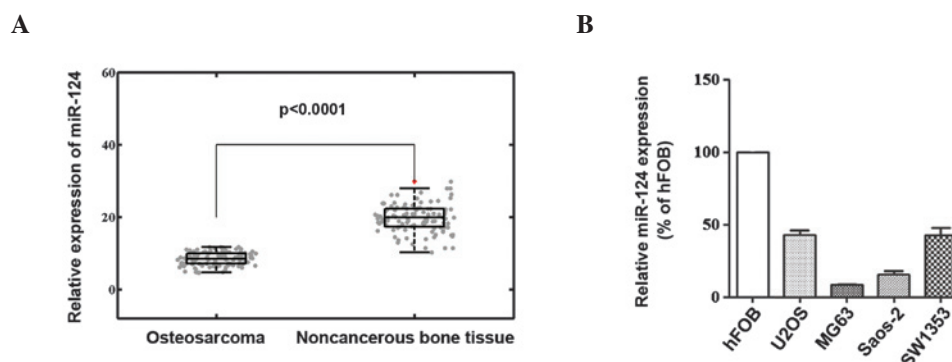 A
Relative expression of miR-124
60
40
20
0
p<0.0001
Osteosarcoma
Noncancerous bone tissue
B
Relative miR-124 expression
(% of hFOB)
150
100
50
0
hFOB
U2OS
MG63
Saos-2
SW1353